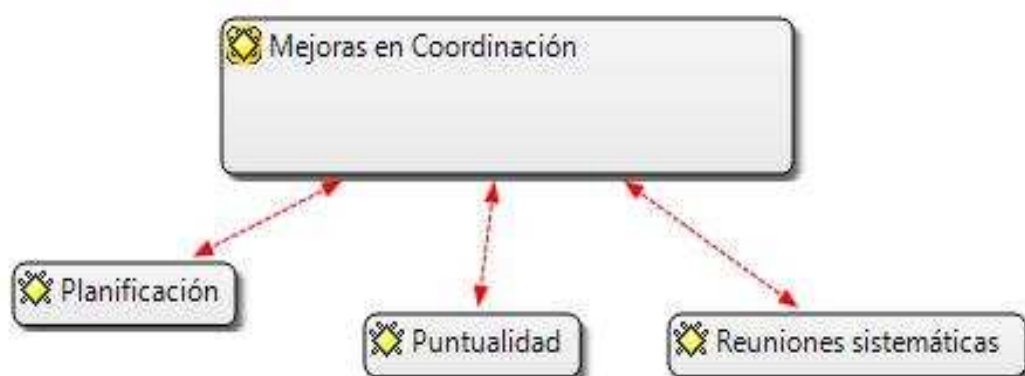 Mejoras en Coordinación
Planificación
Puntualidad
Reuniones sistemáticas